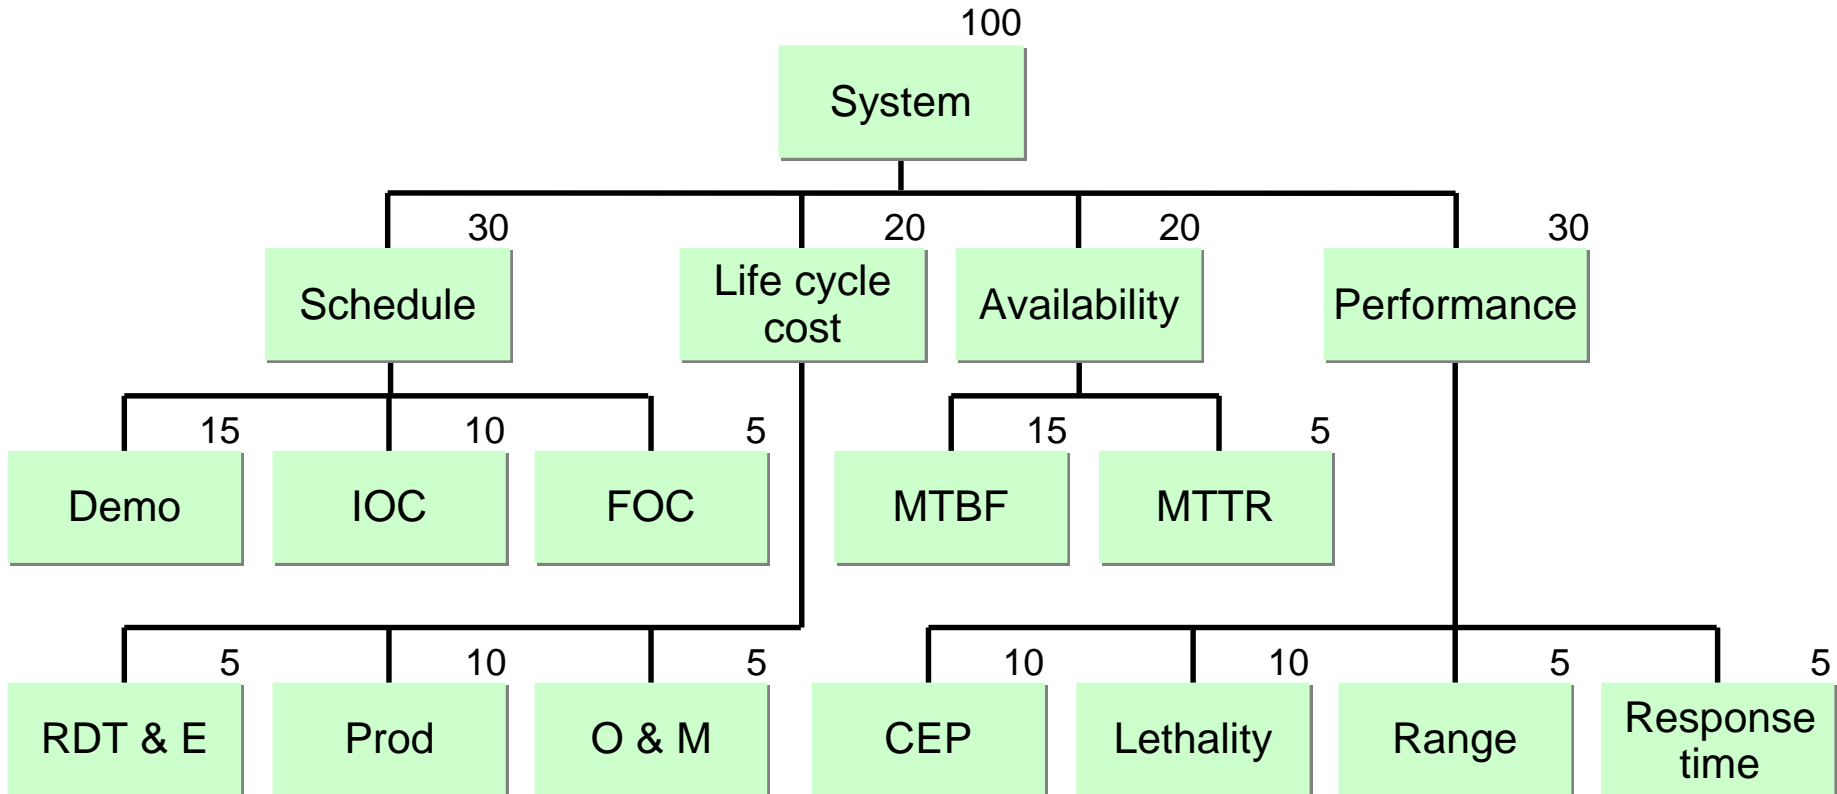 100
System
30
Schedule
20
Life cycle
cost
20
Availability
30
Performance
15
Demo
10
IOC
5
FOC
15
MTBF
5
MTTR
5
RDT & E
10
Prod
5
O & M
10
CEP
10
Lethality
5
Range
5
Response
time